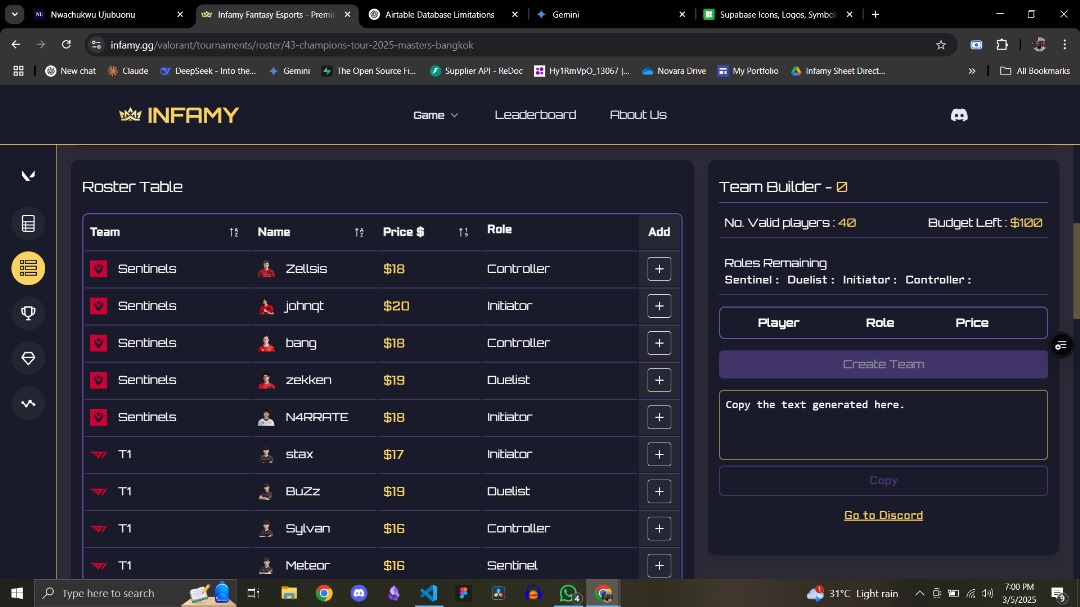 Nwachukwu Ujubuonu
Infamy Fantasy Esports - Premie
Airtable Database Limitations
Gemini
Supabase Icons, Logos, Symbol
infamy.gg/valorant/tournaments/roster/43-champions-tour-2025-masters-bangkok
New chat
Claude
DeepSeek - Into the...
Gemini
The Open Source Fi...
Supplier API - ReDoc
Hy1RmVpO_13067 |...
Novara Drive
My Portfolio
Infamy Sheet Direct...
»
All Bookmarks
INFAMY
Game
Leaderboard
About Us
Roster Table
Team Name Price $ Role Add
Sentinels Zellsis $18 Controller +
Sentinels johnqt $20 Initiator +
Sentinels bang $18 Controller +
Sentinels zekken $19 Duelist +
Sentinels N4RRATE $18 Initiator +
T1 stax $17 Initiator +
T1 BuZz $19 Duelist +
T1 Sylvan $16 Controller +
T1 Meteor $16 Sentinel +
Team Builder - 0
No. Valid players : 40 Budget Left : $100
Roles Remaining
Sentinel : Duelist : Initiator : Controller :
Player Role Price
Create Team
Copy the text generated here.
Copy
Go to Discord
Type here to search
4
31°C Light rain
7:00 PM
3/5/2025
9